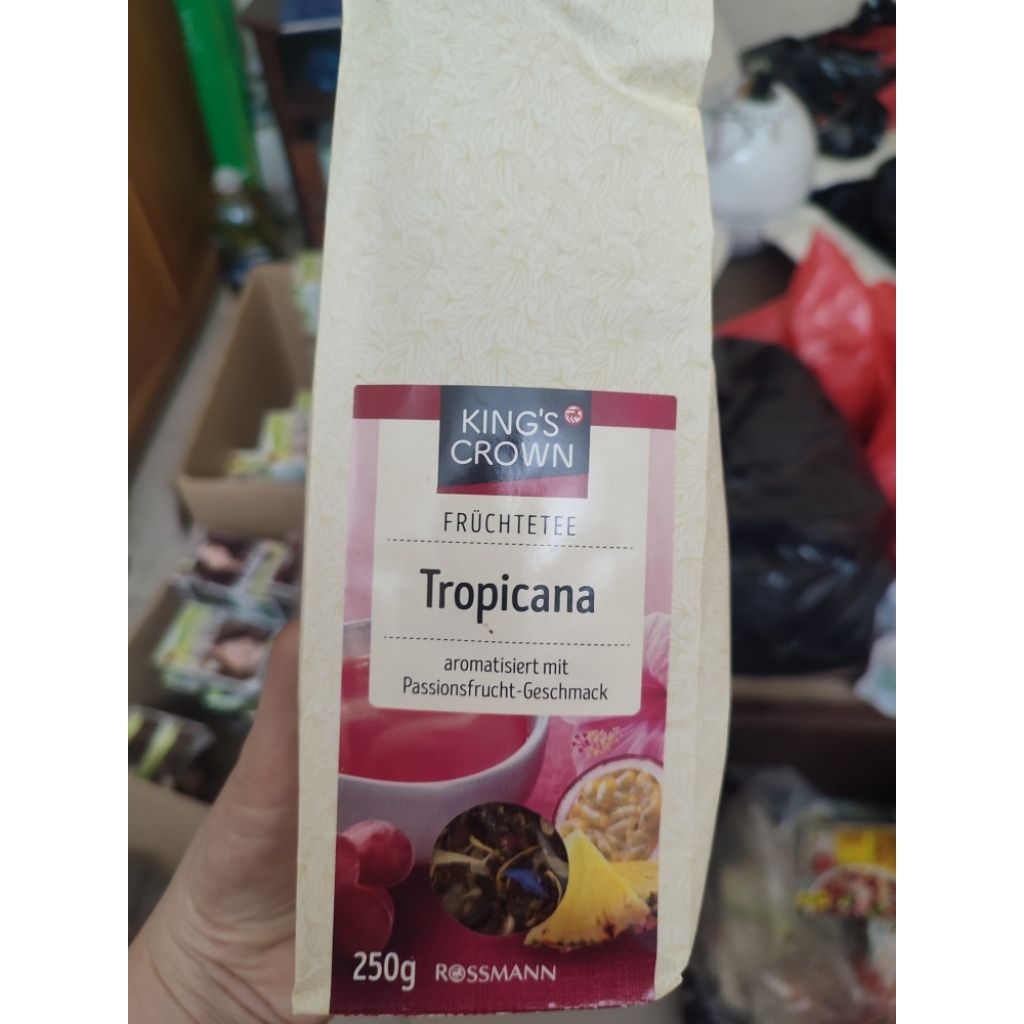 KING'S
CROWN
FRÜCHTETEE
Tropicana
aromatisiert mit
Passionsfrucht-Geschmack
250g ROSSMANN